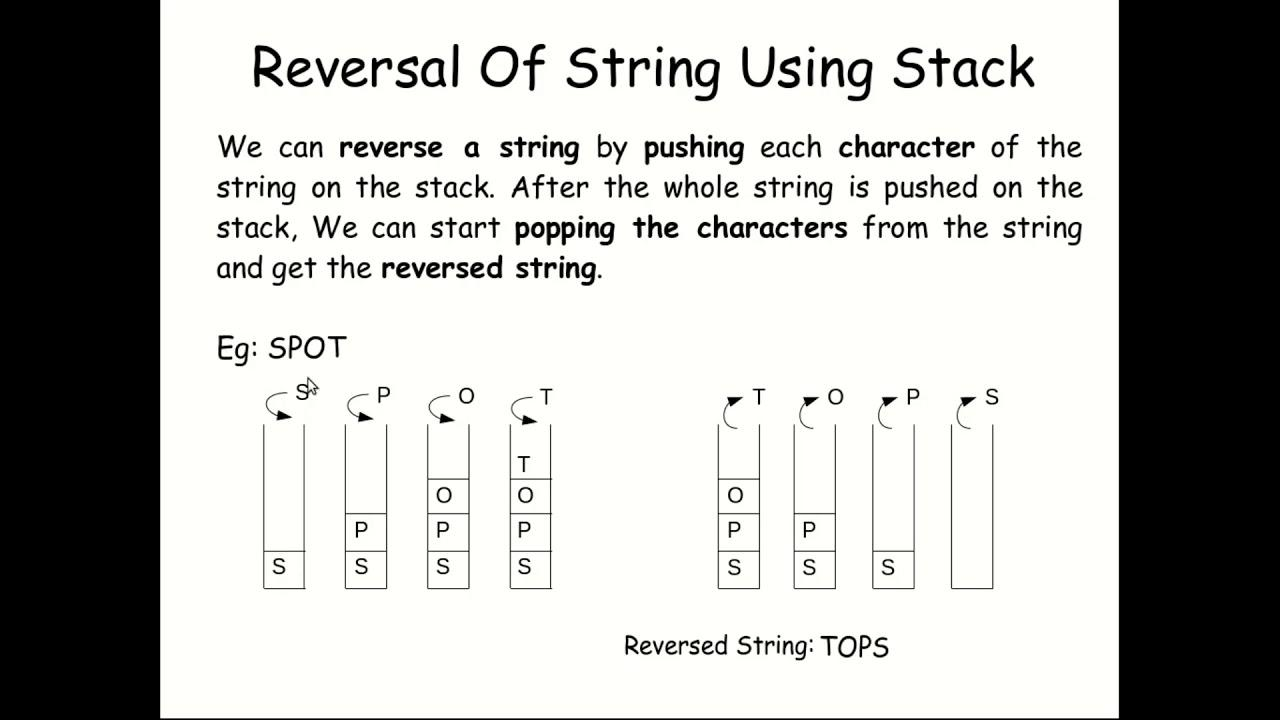 Reversal Of String Using Stack
We can reverse a string by pushing each character of the
string on the stack. After the whole string is pushed on the
stack, We can start popping the characters from the string
and get the reversed string.
Eg: SPOT
S P O T T O P S
T
O O O
P P P P P
S S S S S S S
Reversed String: TOPS